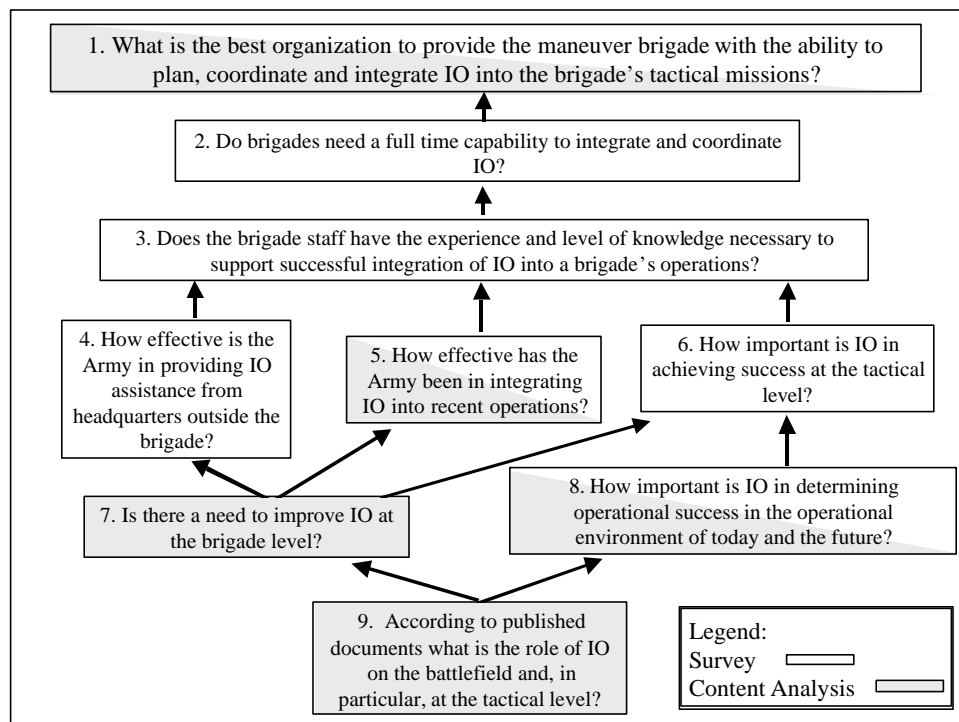 1. What is the best organization to provide the maneuver brigade with the ability to
plan, coordinate and integrate IO into the brigade's tactical missions?
2. Do brigades need a full time capability to integrate and coordinate
IO?
3. Does the brigade staff have the experience and level of knowledge necessary to
support successful integration of IO into a brigade's operations?
4. How effective is the
Army in providing IO
assistance from
headquarters outside the
brigade?
5. How effective has the
Army been in integrating
IO into recent operations?
6. How important is IO in
achieving success at the tactical
level?
7. Is there a need to improve IO at
the brigade level?
8. How important is IO in determining
operational success in the operational
environment of today and the future?
9. According to published
documents what is the role of IO
on the battlefield and, in
particular, at the tactical level?
Legend:
Survey
Content Analysis